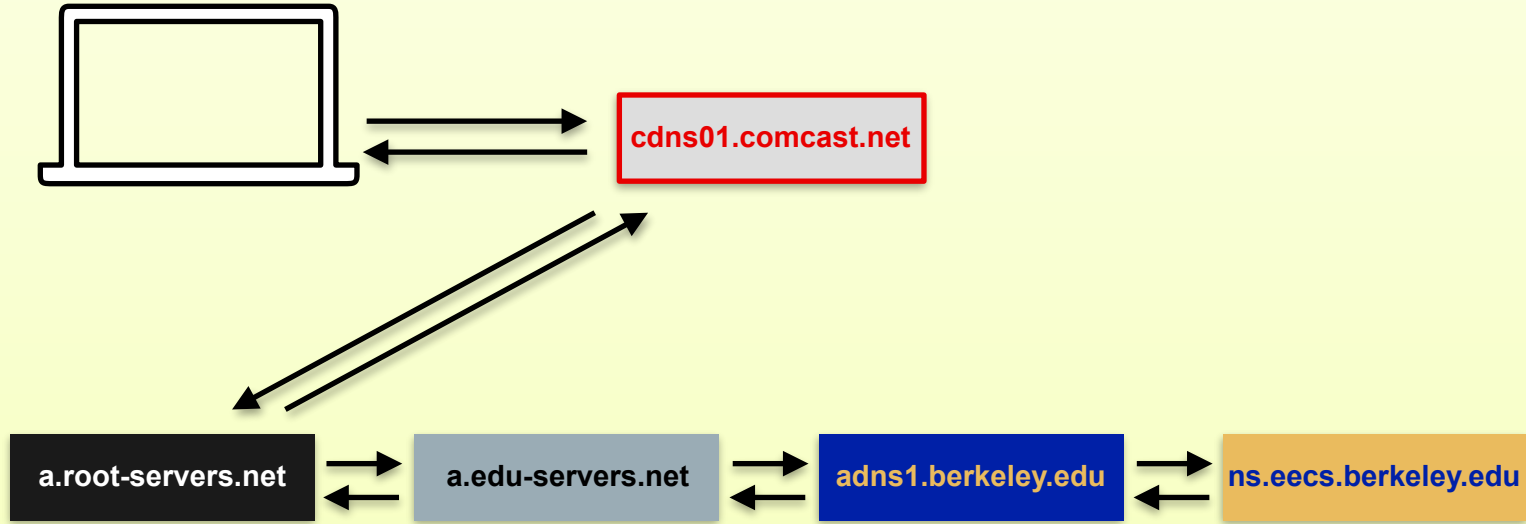 cdns01.comcast.net
a.root-servers.net
a.edu-servers.net
adns1.berkeley.edu
ns.eecs.berkeley.edu